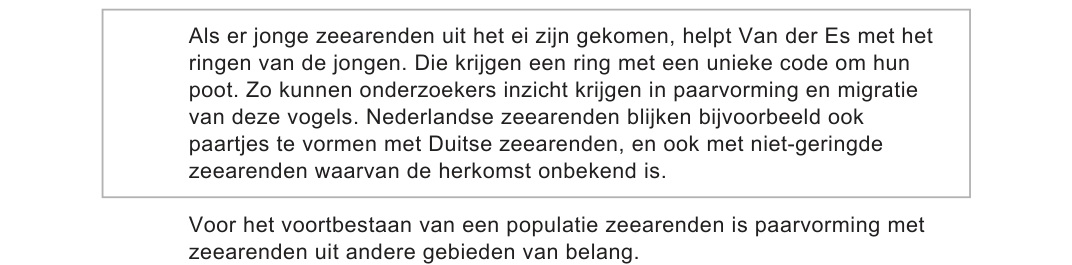 Als er jonge zeearenden uit het ei zijn gekomen, helpt Van der Es met het
ringen van de jongen. Die krijgen een ring met een unieke code om hun
poot. Zo kunnen onderzoekers inzicht krijgen in paarvorming en migratie
van deze vogels. Nederlandse zeearenden blijken bijvoorbeeld ook
paartjes te vormen met Duitse zeearenden, en ook met niet-geringde
zeearenden waarvan de herkomst onbekend is.
Voor het voortbestaan van een populatie zeearenden is paarvorming met
zeearenden uit andere gebieden van belang.